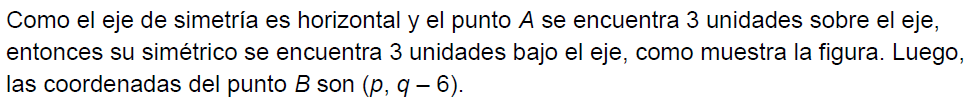 Como el eje de simetría es horizontal y el punto A se encuentra 3 unidades sobre el eje,
entonces su simétrico se encuentra 3 unidades bajo el eje, como muestra la figura. Luego,
las coordenadas del punto B son (p, q – 6).